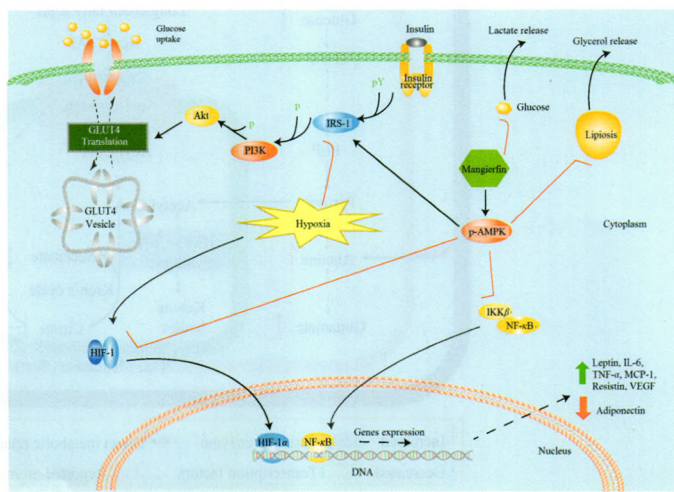 Glucose
uptake
Insulin
Lactate release
Glycerol release
pY
Insulin
receptor
p
p
Akt
IRS-1
Glucose
GLUT4
Translation
PI3K
Lipiosis
Mangierfin
GLUT4
Vesicle
Hypoxia
p-AMPK
Cytoplasm
IKKβ
NF-κB
HIF-1
Leptin, IL-6,
TNF-α, MCP-1,
Resistin, VEGF
Adiponectin
HIF-1α
NF-κB
Genes expression
Nucleus
DNA